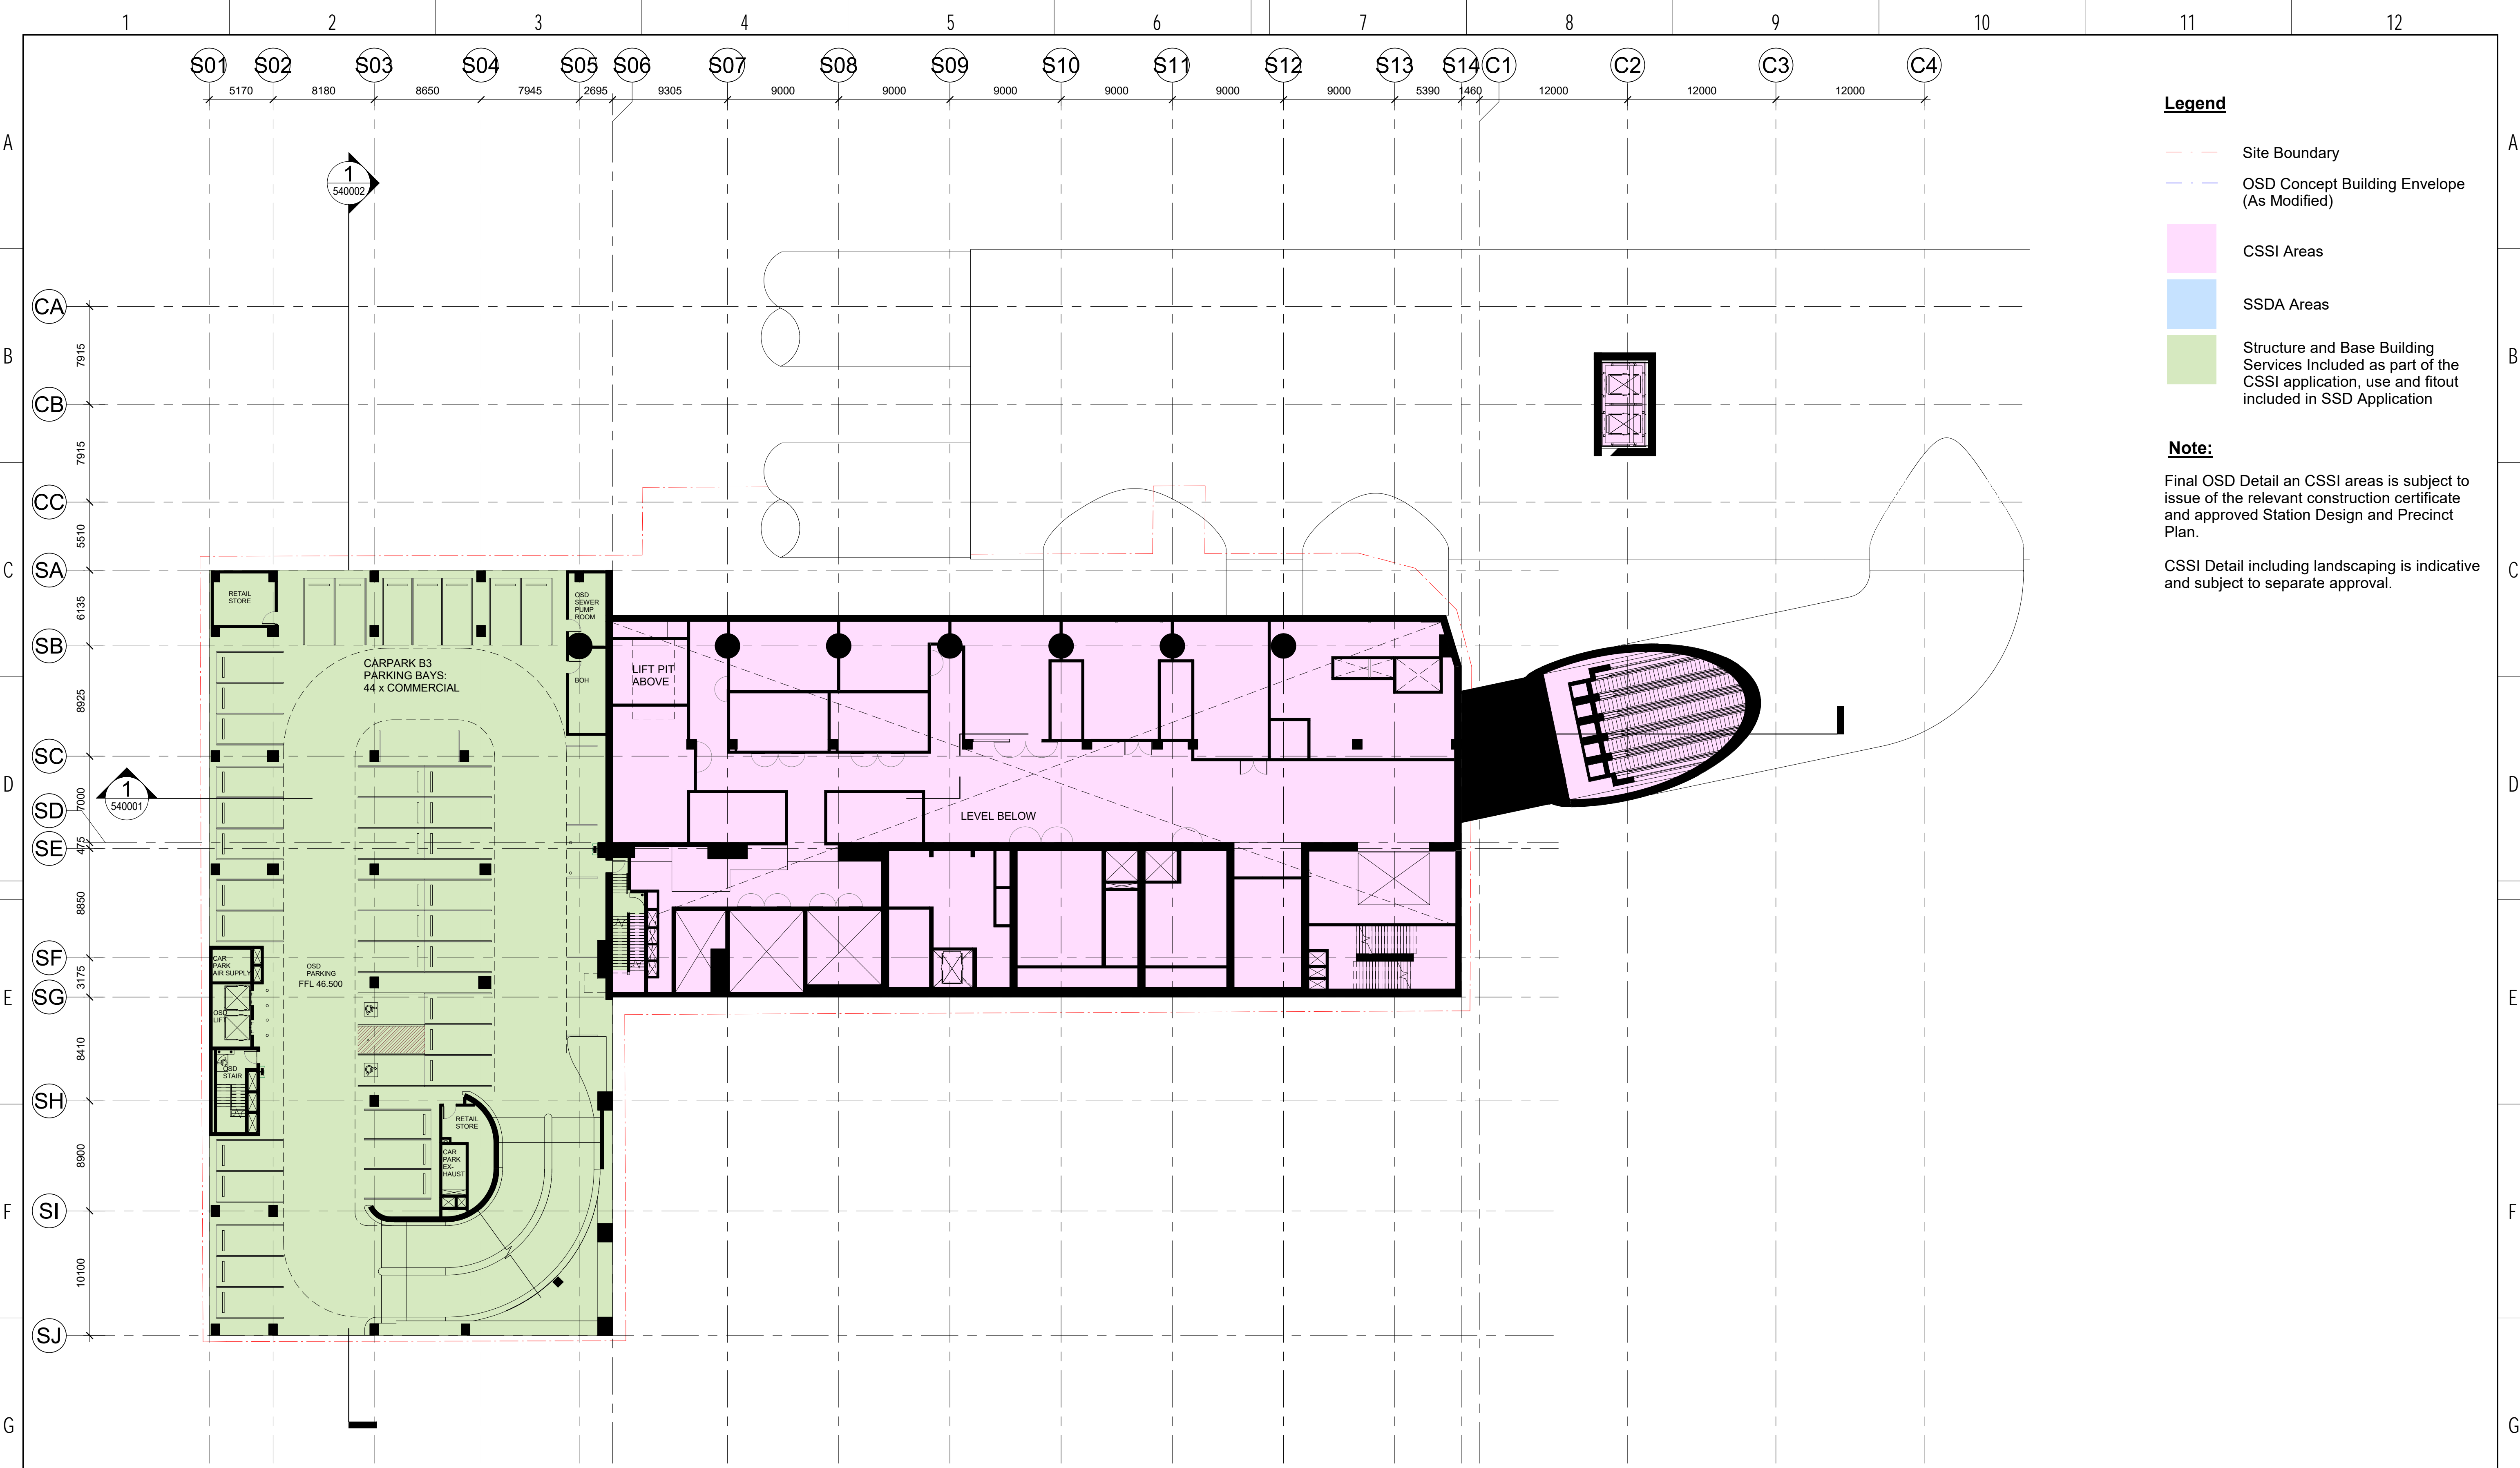 1 2 3 4 5 6 7 8 9 10 11 12
S01 S02 S03 S04 S05 S06 S07 S08 S09 S10 S11 S12 S13 S14 C1 C2 C3 C4
5170 8180 8650 7945 2695 9305 9000 9000 9000 9000 9000 9000 5390 1460 12000 12000 12000
A
B
C
D
E
F
G
A
B
C
D
E
F
G
CA
7915
CB
7915
CC
5510
SA
6135
SB
8925
SC
7000
SD
475
SE
8850
SF
3175
SG
8410
SH
8900
SI
10100
SJ
1
540002
1
540001
RETAIL
STORE
OSD
SEWER
PUMP
ROOM
CARPARK B3
PARKING BAYS:
44 x COMMERCIAL
BOH
LIFT PIT
ABOVE
LEVEL BELOW
CAR
PARK
AIR SUPPLY
OSD
PARKING
FFL 46.500
OSD
LIFT
OSD
STAIR
RETAIL
STORE
CAR
PARK
EX-
HAUST
Legend
Site Boundary
OSD Concept Building Envelope
(As Modified)
CSSI Areas
SSDA Areas
Structure and Base Building
Services Included as part of the
CSSI application, use and fitout
included in SSD Application
Note:
Final OSD Detail an CSSI areas is subject to
issue of the relevant construction certificate
and approved Station Design and Precinct
Plan.
CSSI Detail including landscaping is indicative
and subject to separate approval.